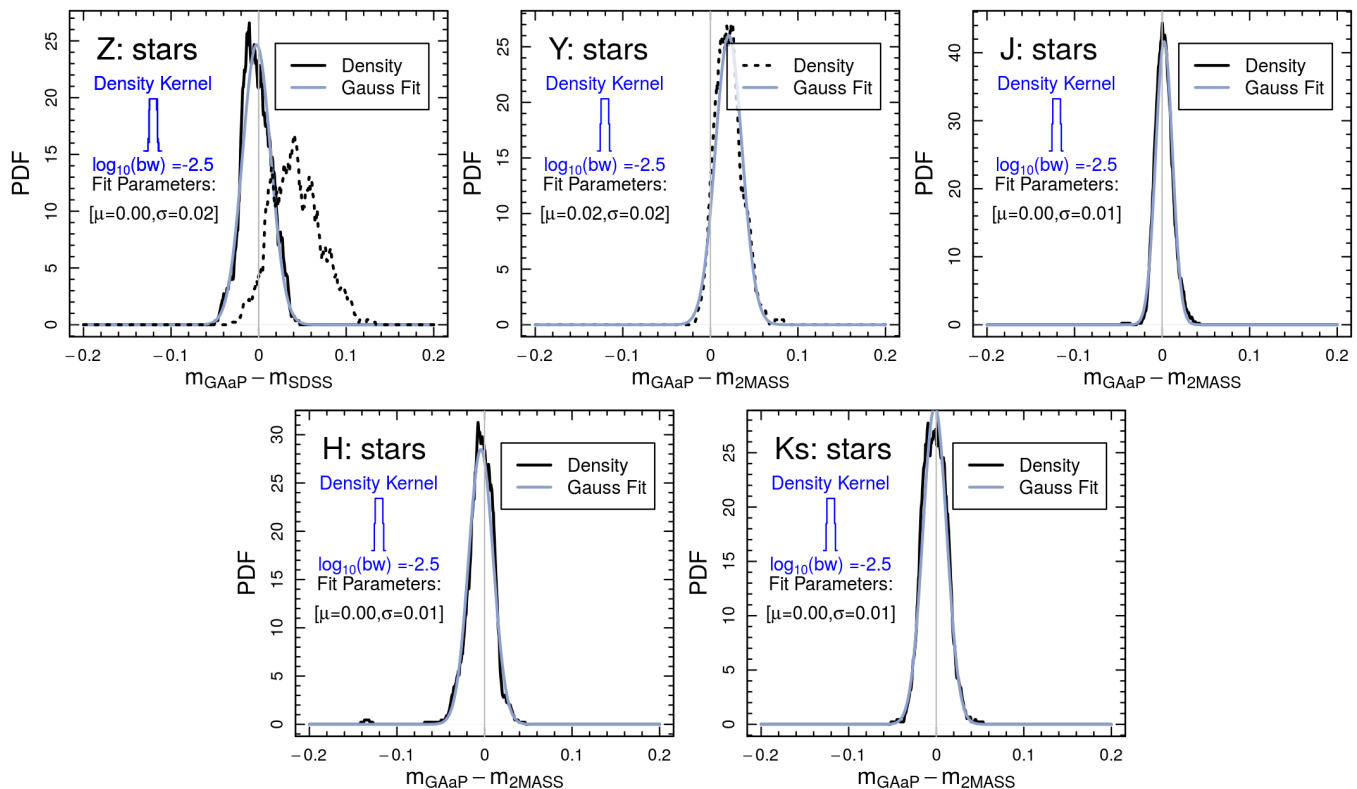 Z: stars
Density Kernel
log10(bw) =-2.5
Fit Parameters:
[μ=0.00,σ=0.02]
Density
Gauss Fit
PDF
0 5 10 15 20 25
−0.2 −0.1 0 0.1 0.2
mGAaP − mSDSS
Y: stars
Density Kernel
log10(bw) =-2.5
Fit Parameters:
[μ=0.02,σ=0.02]
Density
Gauss Fit
PDF
0 5 10 15 20 25
−0.2 −0.1 0 0.1 0.2
mGAaP − m2MASS
J: stars
Density Kernel
log10(bw) =-2.5
Fit Parameters:
[μ=0.00,σ=0.01]
Density
Gauss Fit
PDF
0 10 20 30 40
−0.2 −0.1 0 0.1 0.2
mGAaP − m2MASS
H: stars
Density Kernel
log10(bw) =-2.5
Fit Parameters:
[μ=0.00,σ=0.01]
Density
Gauss Fit
PDF
0 5 10 15 20 25 30
−0.2 −0.1 0 0.1 0.2
mGAaP − m2MASS
Ks: stars
Density Kernel
log10(bw) =-2.5
Fit Parameters:
[μ=0.00,σ=0.01]
Density
Gauss Fit
PDF
0 5 10 15 20 25
−0.2 −0.1 0 0.1 0.2
mGAaP − m2MASS